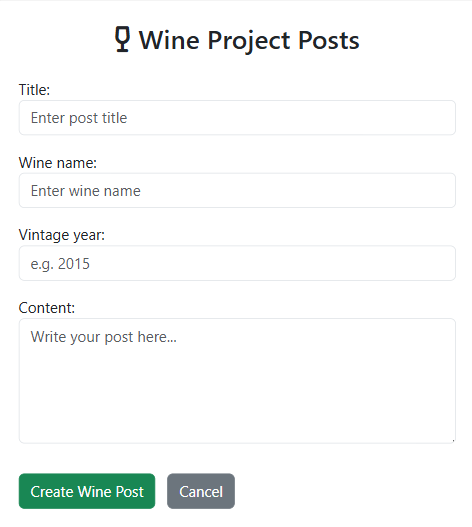 Wine Project Posts
Title:
Enter post title
Wine name:
Enter wine name
Vintage year:
e.g. 2015
Content:
Write your post here...
Create Wine Post Cancel